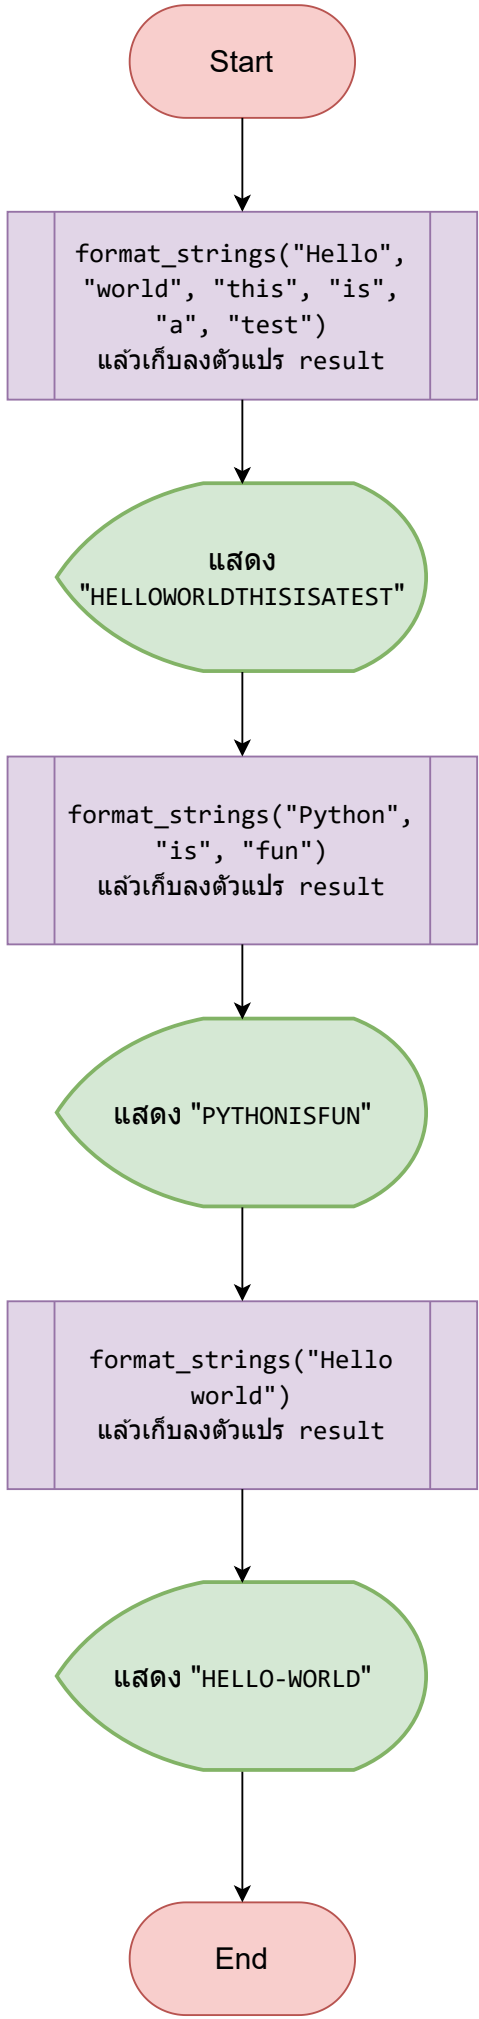 Start
format_strings("Hello",
"world", "this", "is",
"a", "test")
แล้วเก็บลงตัวแปร result
แสดง
"HELLOWORLDTHISISATEST"
format_strings("Python",
"is", "fun")
แล้วเก็บลงตัวแปร result
แสดง "PYTHONISFUN"
format_strings("Hello
world")
แล้วเก็บลงตัวแปร result
แสดง "HELLO-WORLD"
End